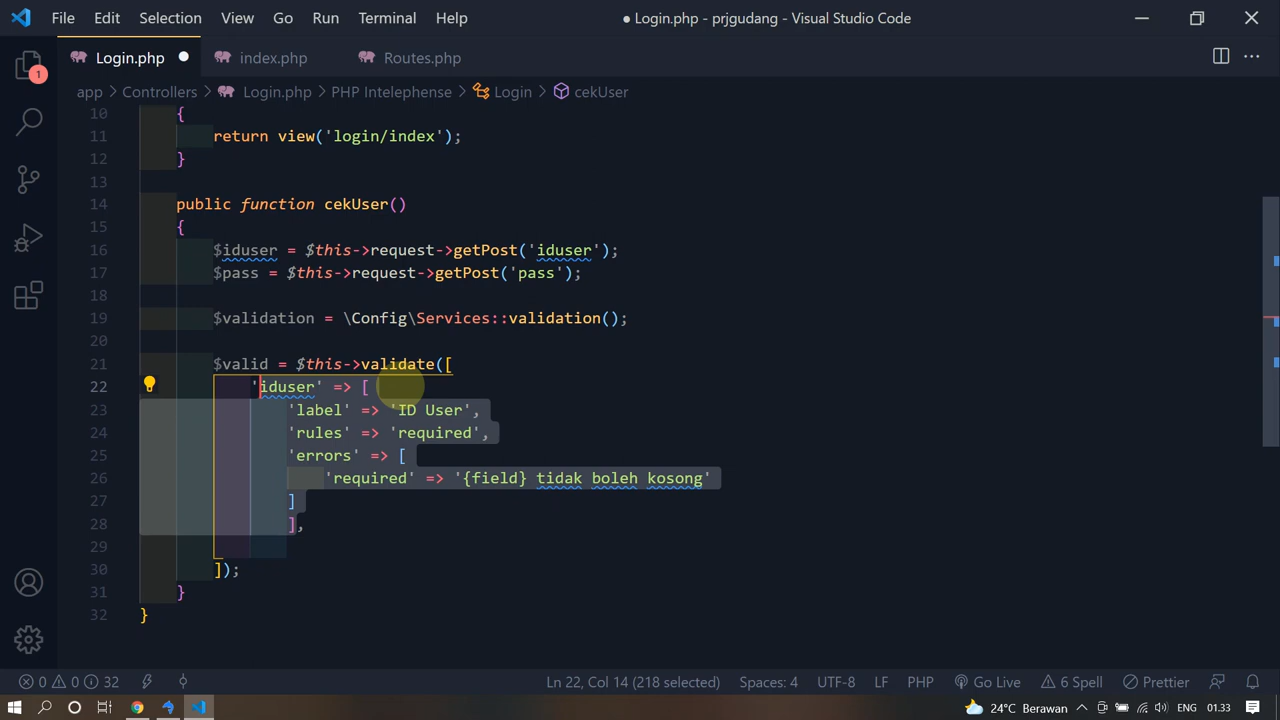 File Edit Selection View Go Run Terminal Help ● Login.php - prjgudang - Visual Studio Code
Login.php index.php Routes.php
1
app > Controllers > Login.php > PHP Intelephense > Login > cekUser
10 {
11 return view('login/index');
12 }
13
14 public function cekUser()
15 {
16 $iduser = $this->request->getPost('iduser');
17 $pass = $this->request->getPost('pass');
18
19 $validation = \Config\Services::validation();
20
21 $valid = $this->validate([
22 'iduser' => [
23 'label' => 'ID User',
24 'rules' => 'required',
25 'errors' => [
26 'required' => '{field} tidak boleh kosong'
27 ]
28 ],
29
30 ]);
31 }
32 }
0 0 32 Ln 22, Col 14 (218 selected) Spaces: 4 UTF-8 LF PHP Go Live 6 Spell Prettier
24°C Berawan ENG 01.33